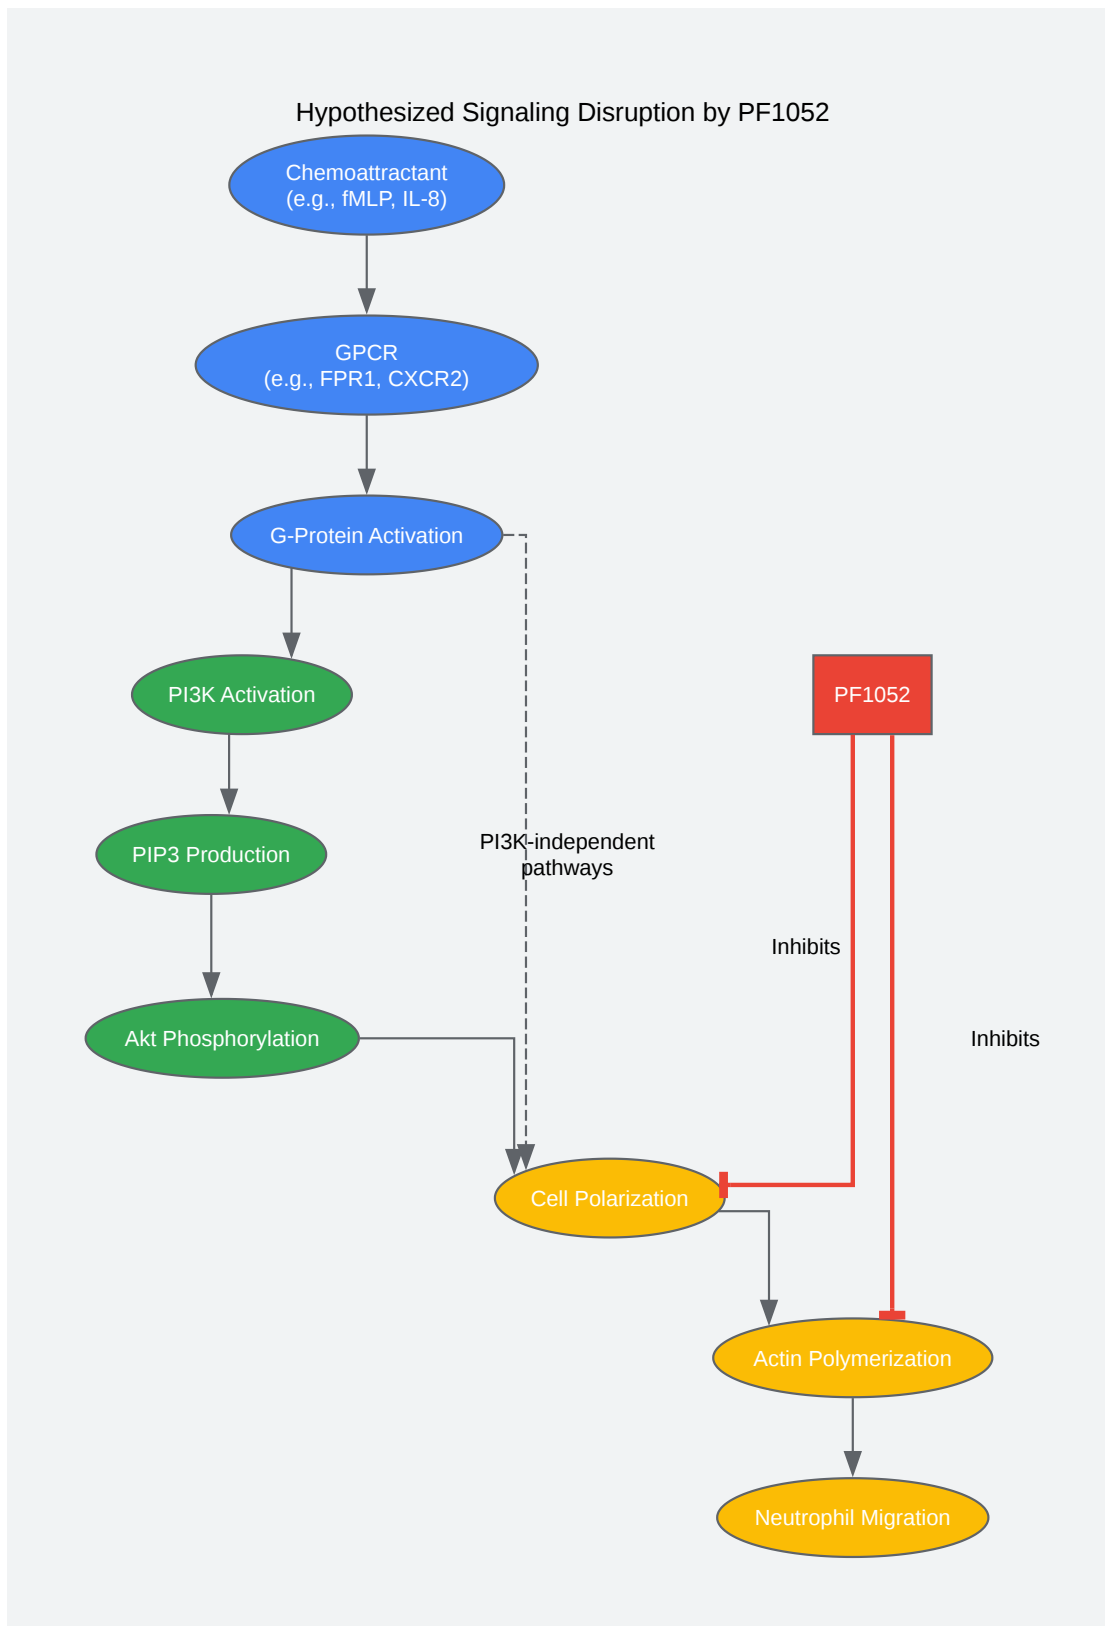 Hypothesized Signaling Disruption by PF1052
Chemoattractant
(e.g., fMLP, IL-8)
GPCR
(e.g., FPR1, CXCR2)
G-Protein Activation
PI3K Activation
PF1052
PIP3 Production
PI3K-independent
pathways
Inhibits
Akt Phosphorylation
Inhibits
Cell Polarization
Actin Polymerization
Neutrophil Migration